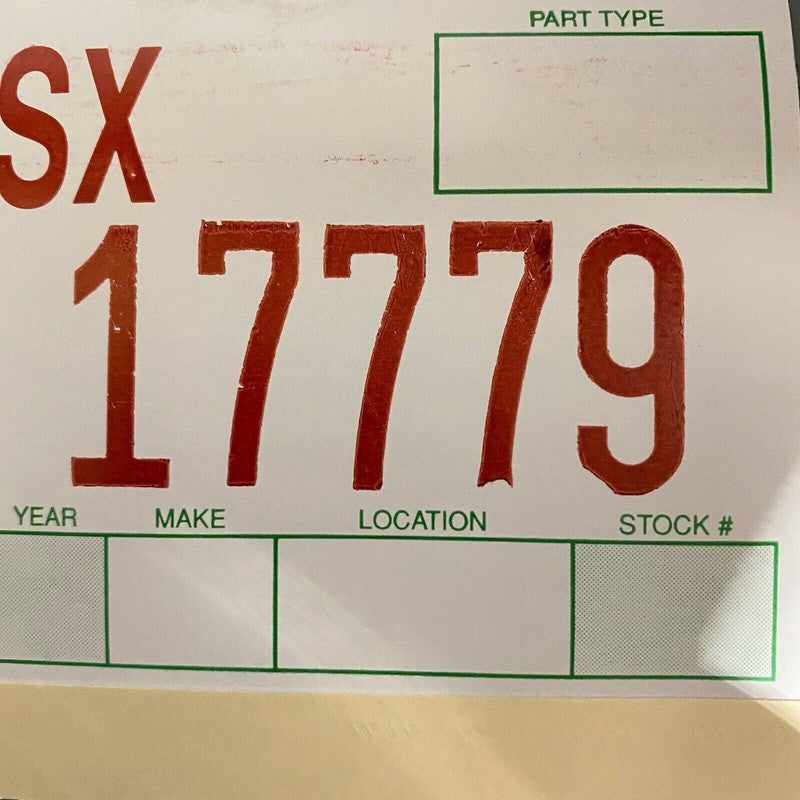 PART TYPE
SX
17779
YEAR MAKE LOCATION STOCK #